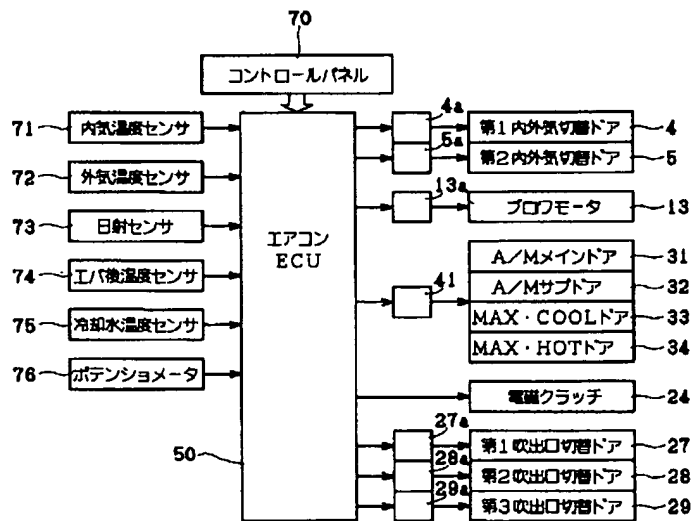 70
コントロールパネル
71 内気温度センサ
72 外気温度センサ
73 日射センサ
74 エバ後温度センサ
75 冷却水温度センサ
76 ポテンショメータ
エアコン
ECU
50
4a
第1内外気切替ドア 4
5a
第2内外気切替ドア 5
13a
ブロワモータ 13
41
A/Mメインドア 31
A/Mサブドア 32
MAX・COOLドア 33
MAX・HOTドア 34
電磁クラッチ 24
27a
第1吹出口切替ドア 27
28a
第2吹出口切替ドア 28
29a
第3吹出口切替ドア 29